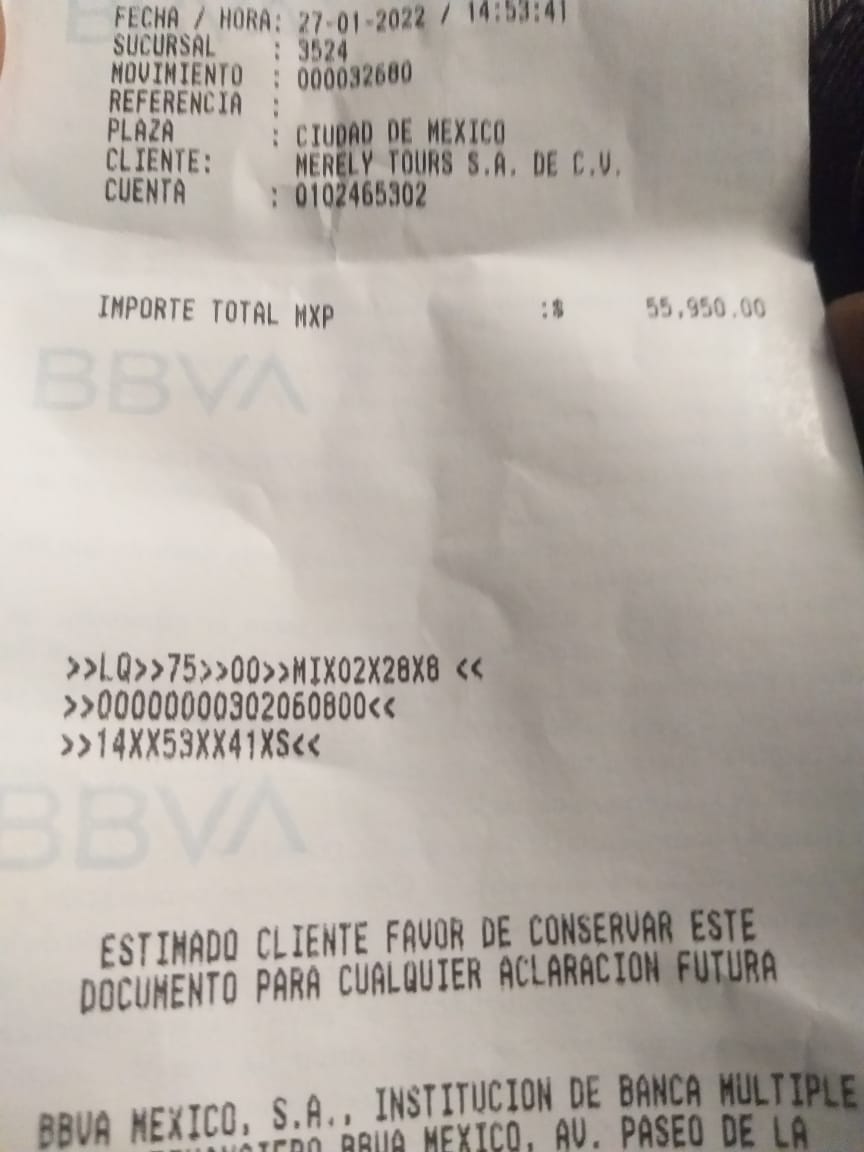 FECHA / HORA: 27-01-2022 / 14:53:41
SUCURSAL : 3524
MOVIMIENTO : 000032680
REFERENCIA :
PLAZA : CIUDAD DE MEXICO
CLIENTE: MERELY TOURS S.A. DE C.V.
CUENTA : 0102465302
IMPORTE TOTAL MXP :$ 55,950.00
BBVA
>>LQ>>75>>00>>MIX02X28X8 <<
>>00000000302060800<<
>>14XX53XX41XS<<
BBVA
ESTIMADO CLIENTE FAVOR DE CONSERVAR ESTE
DOCUMENTO PARA CUALQUIER ACLARACION FUTURA
BBVA MEXICO, S.A., INSTITUCION DE BANCA MULTIPLE
BBVA MEXICO, AV. PASEO DE LA